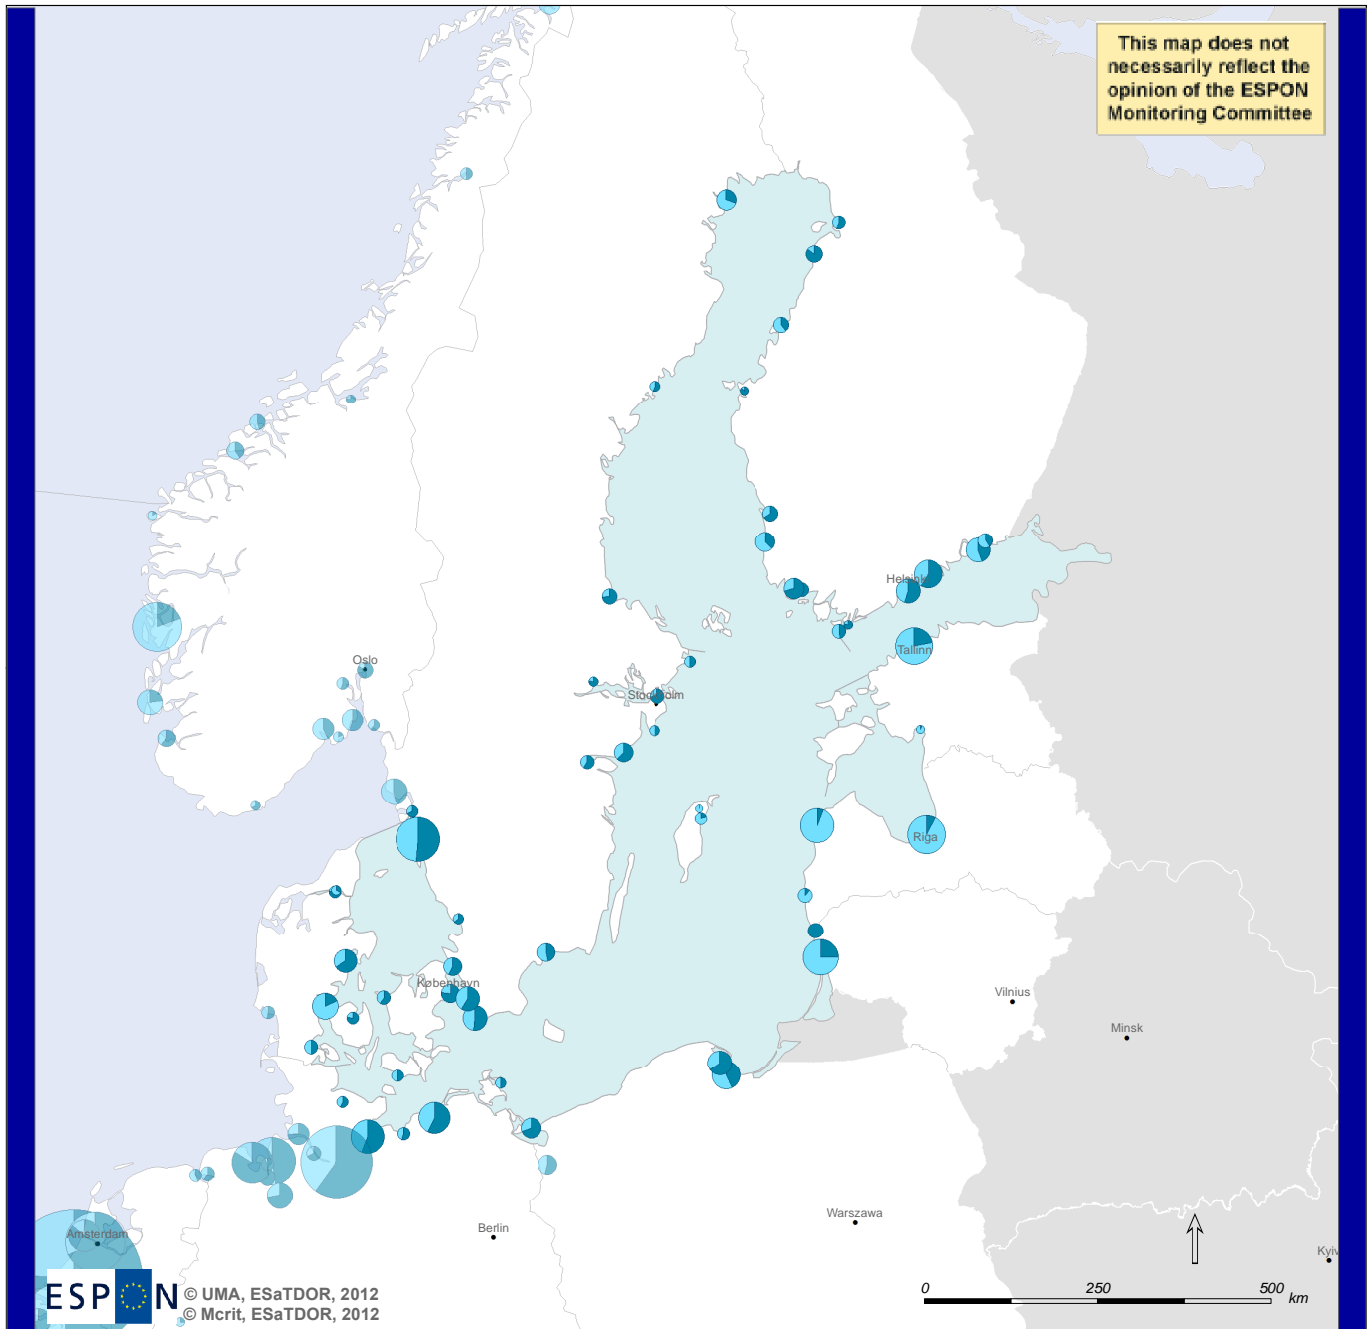 This map does not
necessarily reflect the
opinion of the ESPON
Monitoring Committee
Helsinki
Tallinn
Oslo
Stockholm
Riga
København
Vilnius
Minsk
Warszawa
Amsterdam
Berlin
Kyiv
0 250 500
km
ESPON
© UMA, ESaTDOR, 2012
© Mcrit, ESaTDOR, 2012